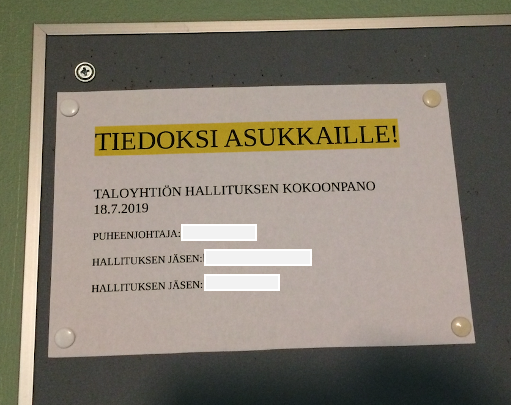 TIEDOKSI ASUKKAILLE!
TALOYHTIÖN HALLITUKSEN KOKOONPANO
18.7.2019
PUHEENJOHTAJA:
HALLITUKSEN JÄSEN:
HALLITUKSEN JÄSEN: